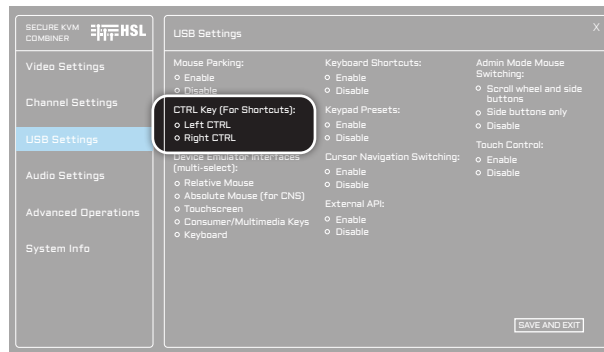 SECURE KVM
COMBINER
HSL
Video Settings
Channel Settings
USB Settings
Audio Settings
Advanced Operations
System Info
USB Settings
X
Mouse Parking:
Enable
Disable
CTRL Key (For Shortcuts):
Left CTRL
Right CTRL
Device Emulator Interfaces
(multi-select):
Relative Mouse
Absolute Mouse (for CNS)
Touchscreen
Consumer/Multimedia Keys
Keyboard
Keyboard Shortcuts:
Enable
Disable
Keypad Presets:
Enable
Disable
Cursor Navigation Switching:
Enable
Disable
External API:
Enable
Disable
Admin Mode Mouse
Switching:
Scroll wheel and side
buttons
Side buttons only
Disable
Touch Control:
Enable
Disable
SAVE AND EXIT